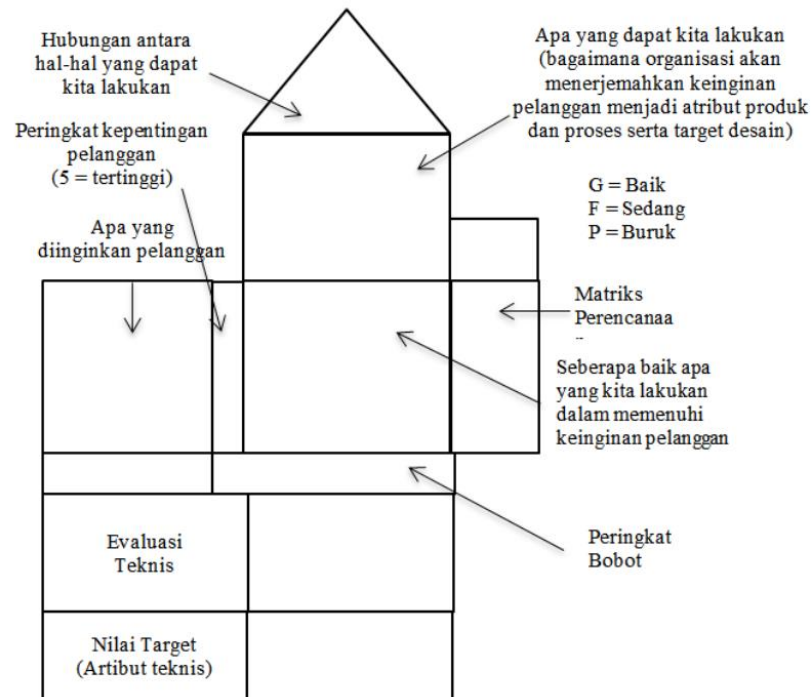 Hubungan antara
hal-hal yang dapat
kita lakukan
Apa yang dapat kita lakukan
(bagaimana organisasi akan
menerjemahkan keinginan
pelanggan menjadi atribut produk
dan proses serta target desain)
Peringkat kepentingan
pelanggan
(5 = tertinggi)
G = Baik
F = Sedang
P = Buruk
Apa yang
diinginkan pelanggan
Matriks
Perencanaa
Seberapa baik apa
yang kita lakukan
dalam memenuhi
keinginan pelanggan
Peringkat
Bobot
Evaluasi
Teknis
Nilai Target
(Artibut teknis)